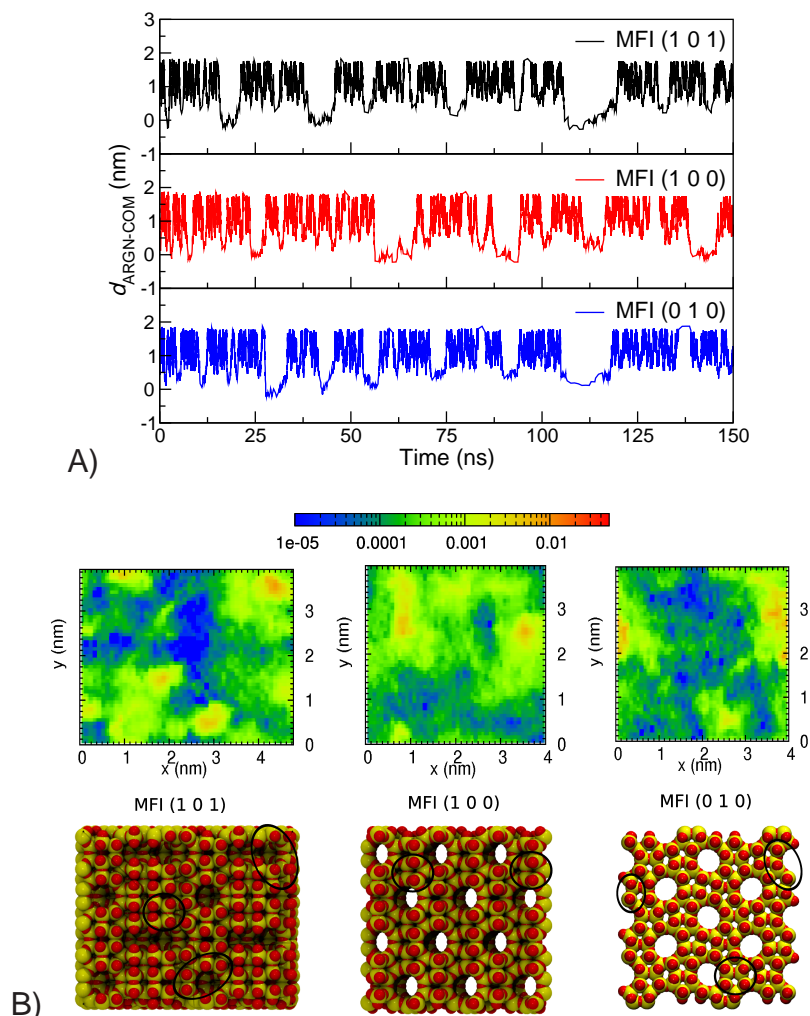 3
MFI (1 0 1)
2
1
0
-1
MFI (1 0 0)
2
1
0
-1
MFI (0 1 0)
2
1
0
-1
d ARGN-COM (nm)
0 25 50 75 100 125 150
Time (ns)
A)
1e-05 0.0001 0.001 0.01
y (nm)
3
2
1
0
0 1 2 3 4
x (nm)
y (nm)
3
2
1
0
0 1 2 3 4
x (nm)
y (nm)
3
2
1
0
0 1 2 3 4
x (nm)
MFI (1 0 1) MFI (1 0 0) MFI (0 1 0)
B)